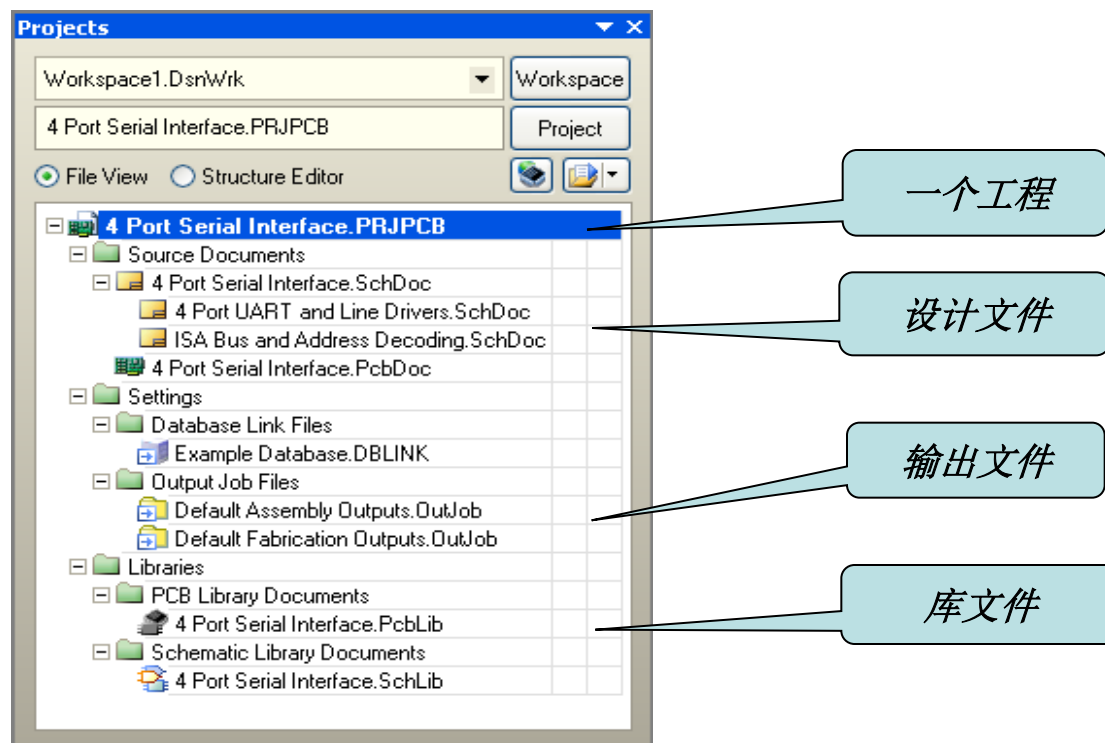 Projects
Workspace1.DsnWrk
Workspace
4 Port Serial Interface.PRJPCB
Project
File View
Structure Editor
4 Port Serial Interface.PRJPCB
Source Documents
4 Port Serial Interface.SchDoc
4 Port UART and Line Drivers.SchDoc
ISA Bus and Address Decoding.SchDoc
4 Port Serial Interface.PcbDoc
Settings
Database Link Files
Example Database.DBLINK
Output Job Files
Default Assembly Outputs.OutJob
Default Fabrication Outputs.OutJob
Libraries
PCB Library Documents
4 Port Serial Interface.PcbLib
Schematic Library Documents
4 Port Serial Interface.SchLib
一个工程
设计文件
输出文件
库文件